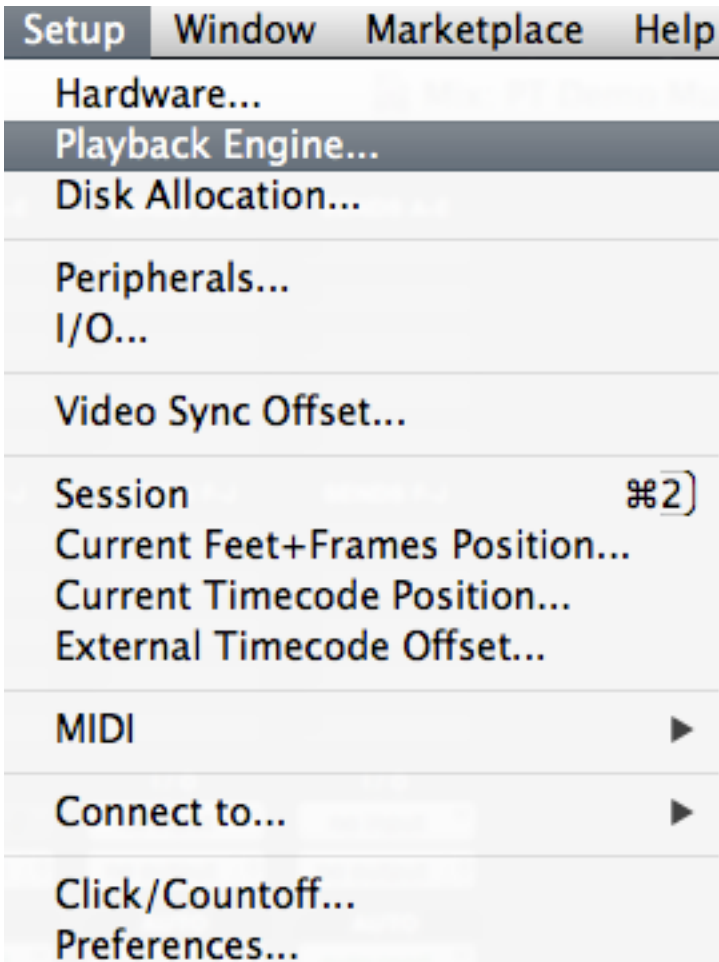 Setup Window Marketplace Help
Hardware...
Playback Engine...
Disk Allocation...
Peripherals...
I/O...
Video Sync Offset...
Session ⌘2
Current Feet+Frames Position...
Current Timecode Position...
External Timecode Offset...
MIDI ▶
Connect to... ▶
Click/Countoff...
Preferences...